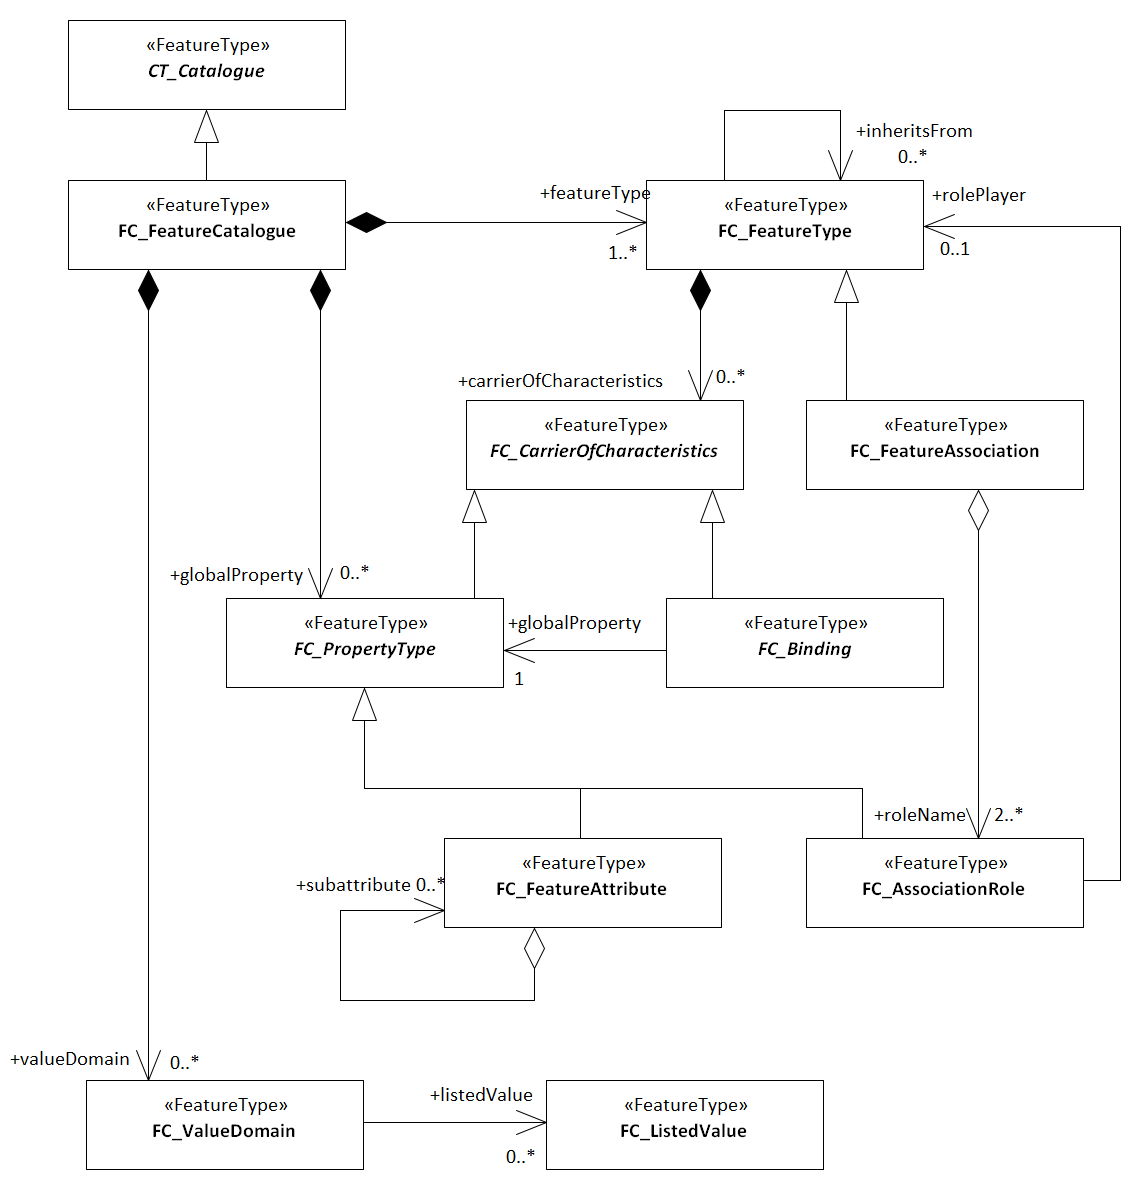 «FeatureType»
CT_Catalogue
+inheritsFrom
0..*
«FeatureType»
FC_FeatureCatalogue
+featureType
1..*
«FeatureType»
FC_FeatureType
+rolePlayer
0..1
+carrierOfCharacteristics
0..*
«FeatureType»
FC_CarrierOfCharacteristics
«FeatureType»
FC_FeatureAssociation
+globalProperty
0..*
«FeatureType»
FC_PropertyType
+globalProperty
1
«FeatureType»
FC_Binding
+roleName
2..*
+subattribute 0..*
«FeatureType»
FC_FeatureAttribute
«FeatureType»
FC_AssociationRole
+valueDomain
0..*
«FeatureType»
FC_ValueDomain
+listedValue
0..*
«FeatureType»
FC_ListedValue